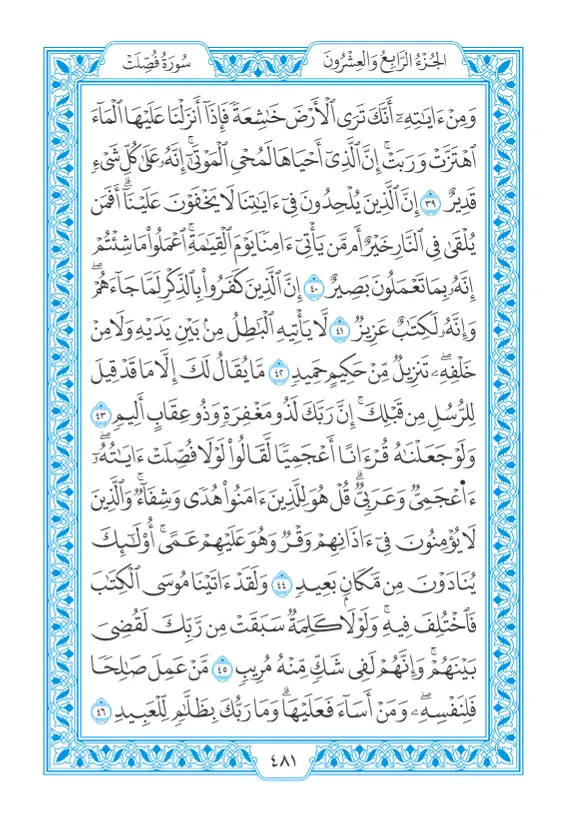 الجُزْءُ الرَّابِعُ وَالعِشْرُونَ
سُورَةُ فُصِّلَتْ
وَمِنْ ءَايَٰتِهِۦٓ أَنَّكَ تَرَى ٱلْأَرْضَ خَٰشِعَةً فَإِذَآ أَنزَلْنَا عَلَيْهَا ٱلْمَآءَ
ٱهْتَزَّتْ وَرَبَتْ ۚ إِنَّ ٱلَّذِىٓ أَحْيَاهَا لَمُحْىِ ٱلْمَوْتَىٰٓ ۚ إِنَّهُۥ عَلَىٰ كُلِّ شَىْءٍ
قَدِيرٌ ٣٩ إِنَّ ٱلَّذِينَ يُلْحِدُونَ فِىٓ ءَايَٰتِنَا لَا يَخْفَوْنَ عَلَيْنَآ ۗ أَفَمَن
يُلْقَىٰ فِى ٱلنَّارِ خَيْرٌ أَم مَّن يَأْتِىٓ ءَامِنًا يَوْمَ ٱلْقِيَٰمَةِ ۚ ٱعْمَلُوا۟ مَا شِئْتُمْ ۖ
إِنَّهُۥ بِمَا تَعْمَلُونَ بَصِيرٌ ٤٠ إِنَّ ٱلَّذِينَ كَفَرُوا۟ بِٱلذِّكْرِ لَمَّا جَآءَهُمْ ۖ
وَإِنَّهُۥ لَكِتَٰبٌ عَزِيزٌ ٤١ لَّا يَأْتِيهِ ٱلْبَٰطِلُ مِنۢ بَيْنِ يَدَيْهِ وَلَا مِنْ
خَلْفِهِۦ ۖ تَنزِيلٌ مِّنْ حَكِيمٍ حَمِيدٍ ٤٢ مَّا يُقَالُ لَكَ إِلَّا مَا قَدْ قِيلَ
لِلرُّسُلِ مِن قَبْلِكَ ۚ إِنَّ رَبَّكَ لَذُو مَغْفِرَةٍ وَذُو عِقَابٍ أَلِيمٍ ٤٣
وَلَوْ جَعَلْنَٰهُ قُرْءَانًا أَعْجَمِيًّا لَّقَالُوا۟ لَوْلَا فُصِّلَتْ ءَايَٰتُهُۥٓ ۖ
ءَا۬عْجَمِىٌّ وَعَرَبِىٌّ ۗ قُلْ هُوَ لِلَّذِينَ ءَامَنُوا۟ هُدًى وَشِفَآءٌ ۖ وَٱلَّذِينَ
لَا يُؤْمِنُونَ فِىٓ ءَاذَانِهِمْ وَقْرٌ وَهُوَ عَلَيْهِمْ عَمًى ۚ أُو۟لَٰٓئِكَ
يُنَادَوْنَ مِن مَّكَانٍۭ بَعِيدٍ ٤٤ وَلَقَدْ ءَاتَيْنَا مُوسَى ٱلْكِتَٰبَ
فَٱخْتُلِفَ فِيهِ ۗ وَلَوْلَا كَلِمَةٌ سَبَقَتْ مِن رَّبِّكَ لَقُضِىَ
بَيْنَهُمْ ۚ وَإِنَّهُمْ لَفِى شَكٍّ مِّنْهُ مُرِيبٍ ٤٥ مَّنْ عَمِلَ صَٰلِحًا
فَلِنَفْسِهِۦ ۖ وَمَنْ أَسَآءَ فَعَلَيْهَا ۗ وَمَا رَبُّكَ بِظَلَّٰمٍ لِّلْعَبِيدِ ٤٦
٤٨١